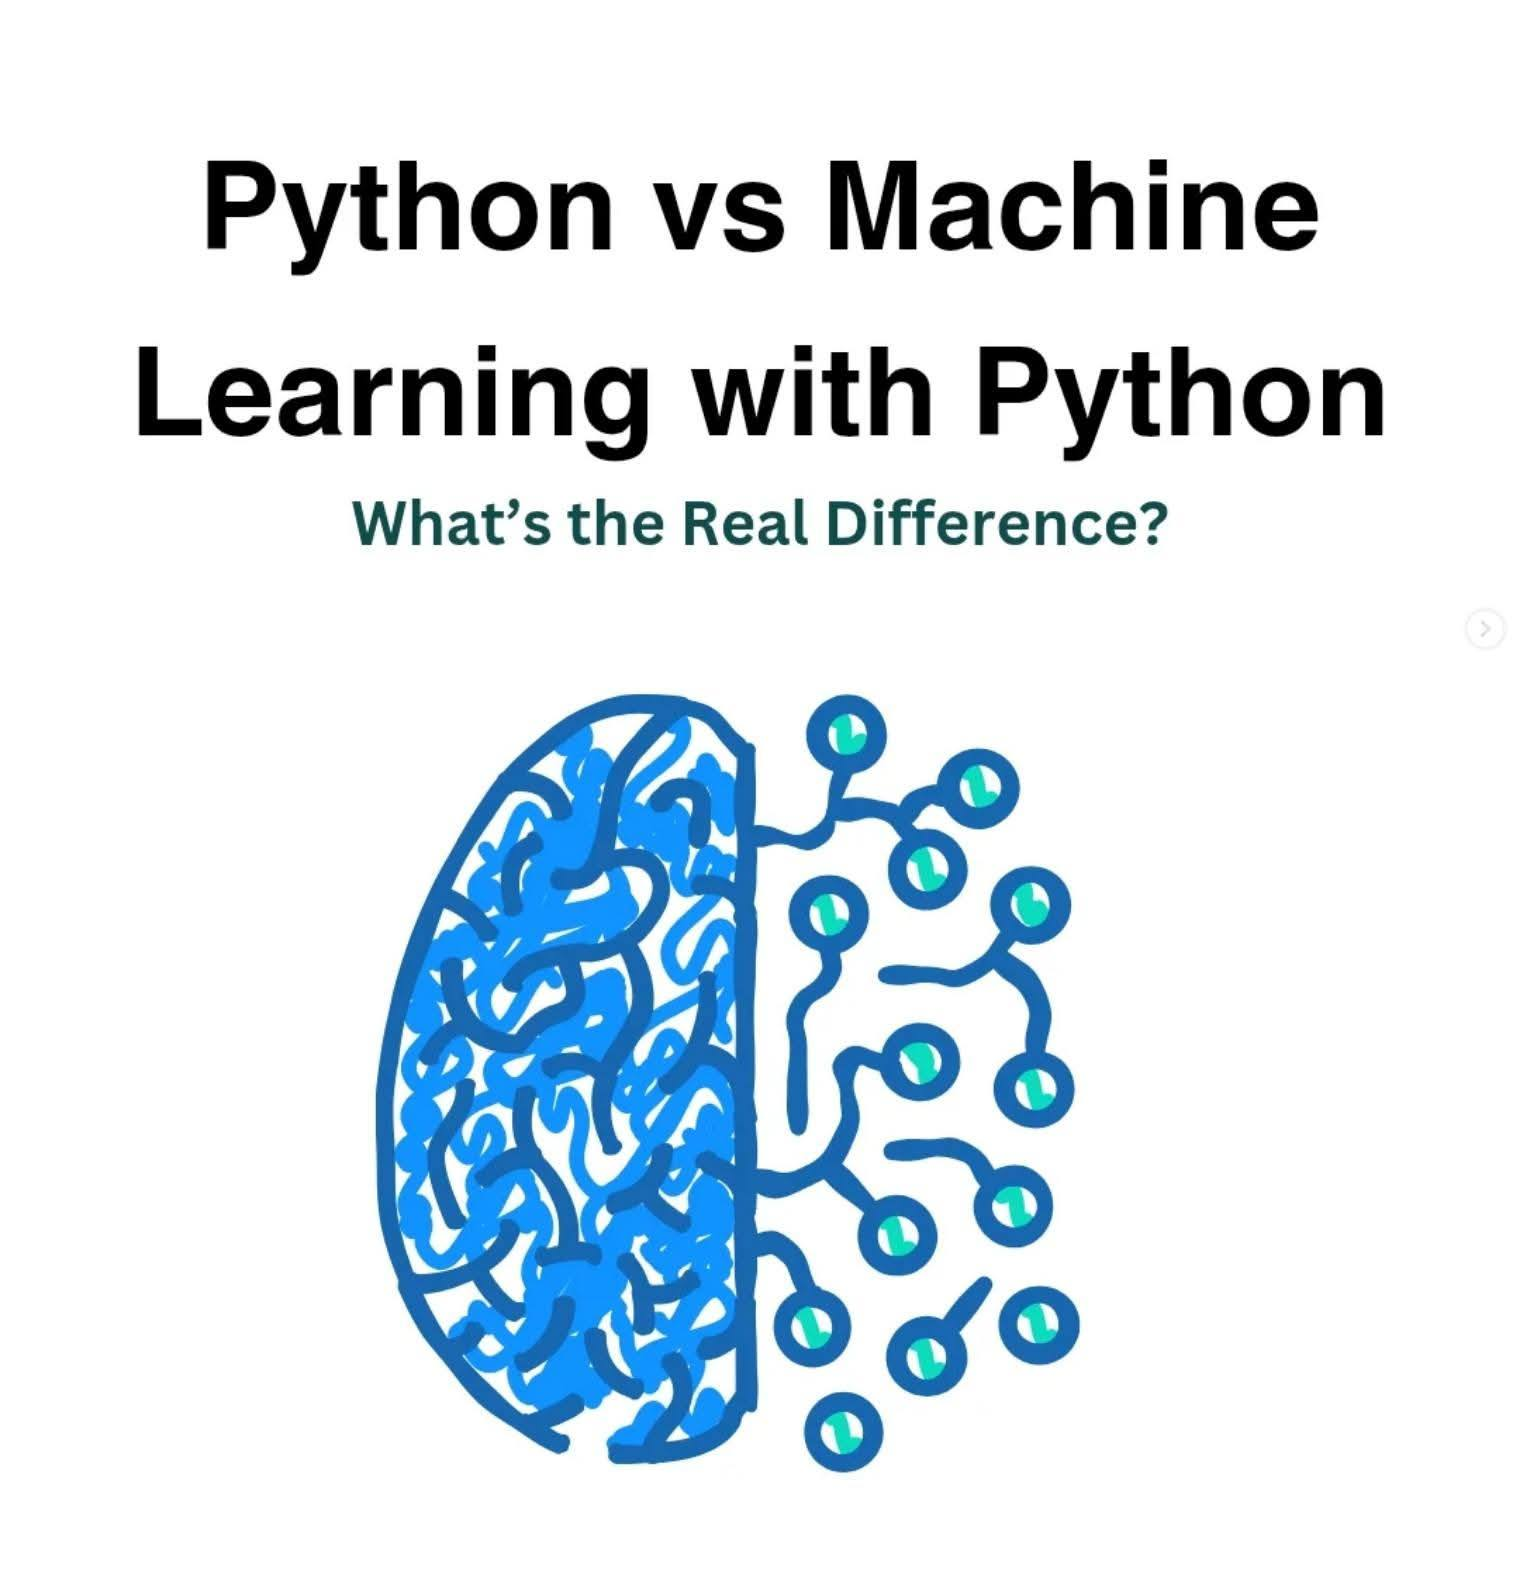 Python vs Machine
Learning with Python
What’s the Real Difference?